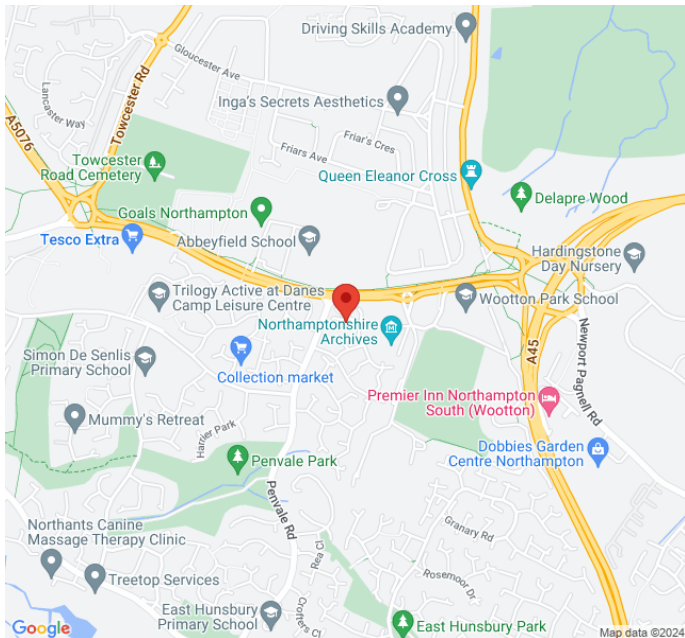 Driving Skills Academy
Gloucester Ave
Towcester Rd
Lancaster Way
A5076
Inga's Secrets Aesthetics
Friar's Cres
Friars Ave
Towcester
Road Cemetery
Queen Eleanor Cross
Delapre Wood
Goals Northampton
Tesco Extra
Abbeyfield School
Hardingstone
Day Nursery
Trilogy Active at Danes
Camp Leisure Centre
Wootton Park School
Northamptonshire
Archives
Newport Pagnell Rd
A45
Simon De Senlis
Primary School
Collection market
Premier Inn Northampton
South (Wootton)
Mummy's Retreat
Harrier Park
Dobbies Garden
Centre Northampton
Penvale Park
Penvale Rd
Granary Rd
Northants Canine
Massage Therapy Clinic
Rea Cl
Treetop Services
Rosemoor Dr
East Hunsbury
Primary School
Crofters Cl
East Hunsbury Park
Google
Map data ©2024